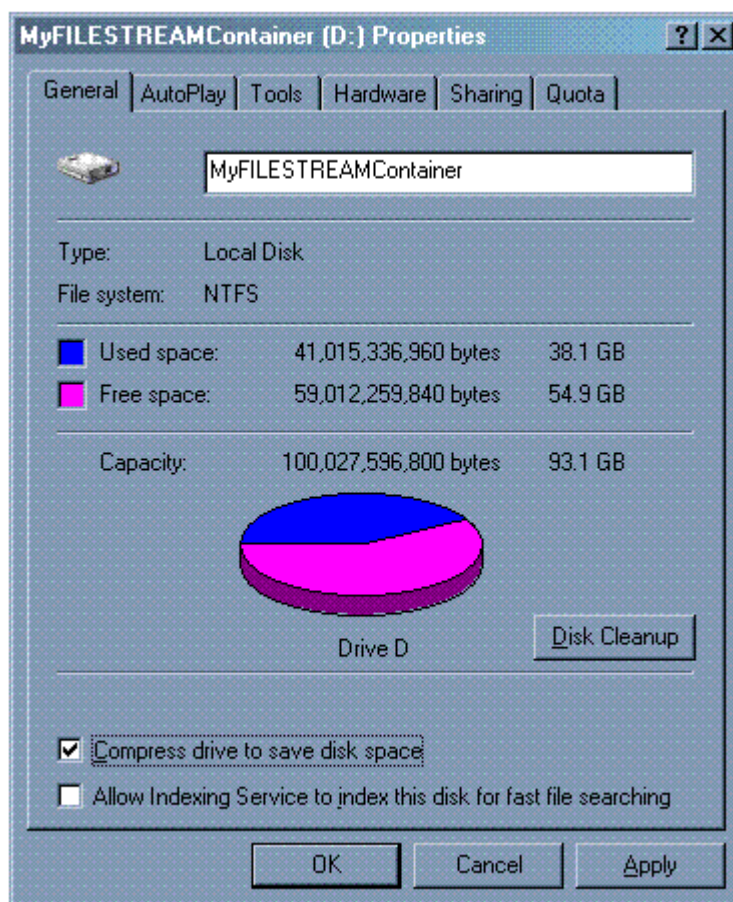 MyFILESTREAMContainer (D:) Properties
General AutoPlay Tools Hardware Sharing Quota
MyFILESTREAMContainer
Type: Local Disk
File system: NTFS
Used space: 41,015,336,960 bytes 38.1 GB
Free space: 59,012,259,840 bytes 54.9 GB
Capacity: 100,027,596,800 bytes 93.1 GB
Drive D
Disk Cleanup
Compress drive to save disk space
Allow Indexing Service to index this disk for fast file searching
OK Cancel Apply